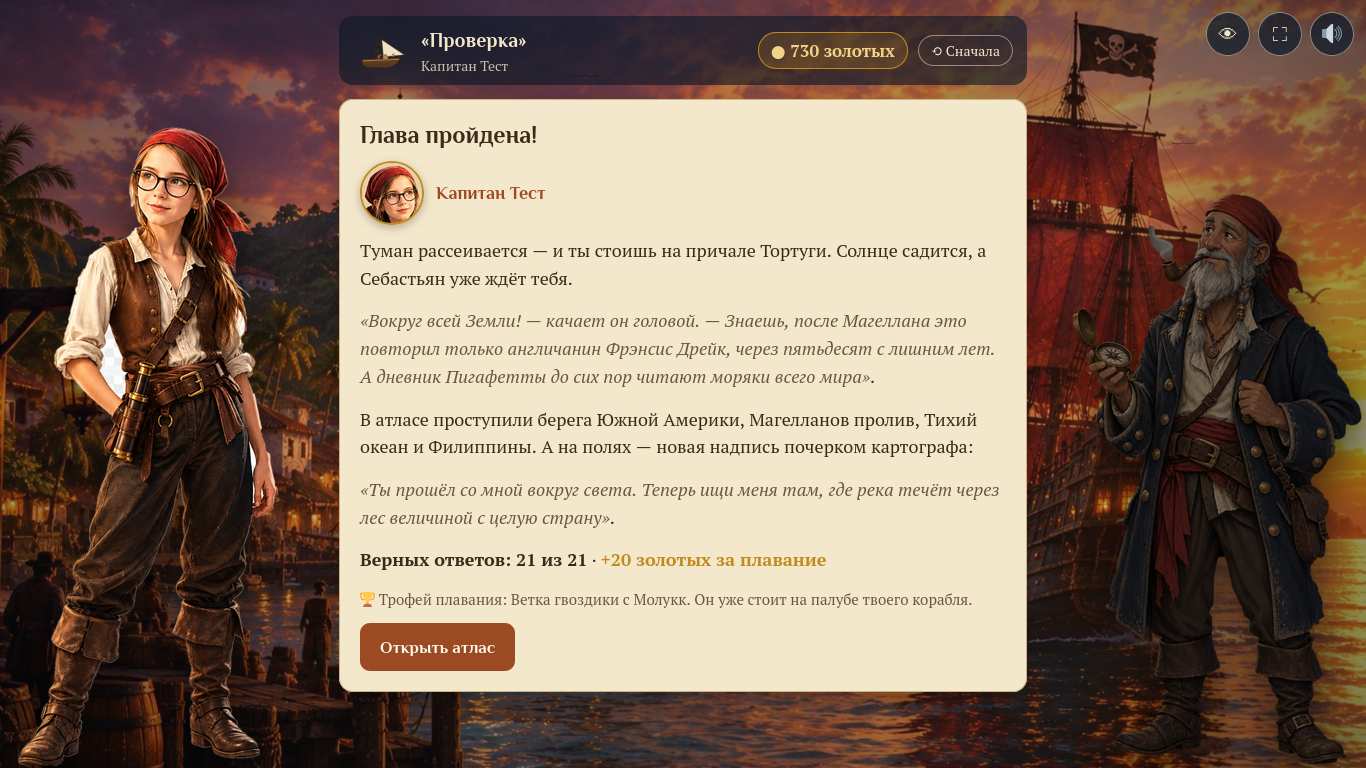 «Проверка»
Капитан Тест
730 золотых
⟲ Сначала
Глава пройдена!
Капитан Тест
Туман рассеивается — и ты стоишь на причале Тортуги. Солнце садится, а
Себастьян уже ждёт тебя.
«Вокруг всей Земли! — качает он головой. — Знаешь, после Магеллана это
повторил только англичанин Фрэнсис Дрейк, через пятьдесят с лишним лет.
А дневник Пигафетты до сих пор читают моряки всего мира».
В атласе проступили берега Южной Америки, Магелланов пролив, Тихий
океан и Филиппины. А на полях — новая надпись почерком картографа:
«Ты прошёл со мной вокруг света. Теперь ищи меня там, где река течёт через
лес величиной с целую страну».
Верных ответов: 21 из 21 · +20 золотых за плавание
🏆 Трофей плавания: Ветка гвоздики с Молукк. Он уже стоит на палубе твоего корабля.
Открыть атлас